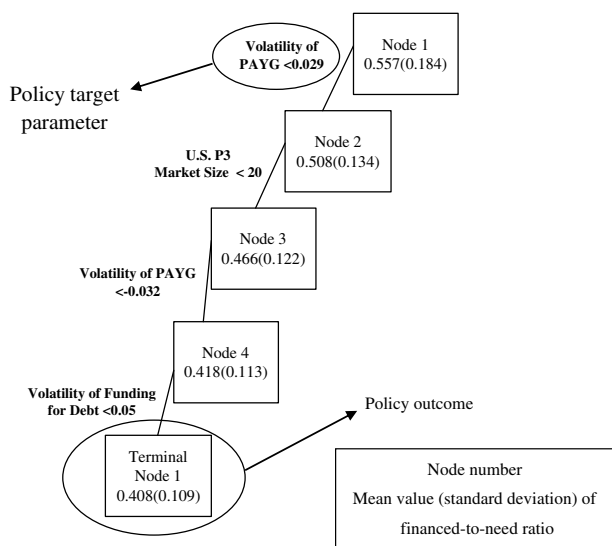 Volatility of
PAYG <0.029
Node 1
0.557(0.184)
Policy target
parameter
Node 2
0.508(0.134)
U.S. P3
Market Size < 20
Node 3
0.466(0.122)
Volatility of PAYG
<-0.032
Node 4
0.418(0.113)
Volatility of Funding
for Debt <0.05
Policy outcome
Terminal
Node 1
0.408(0.109)
Node number
Mean value (standard deviation) of
financed-to-need ratio